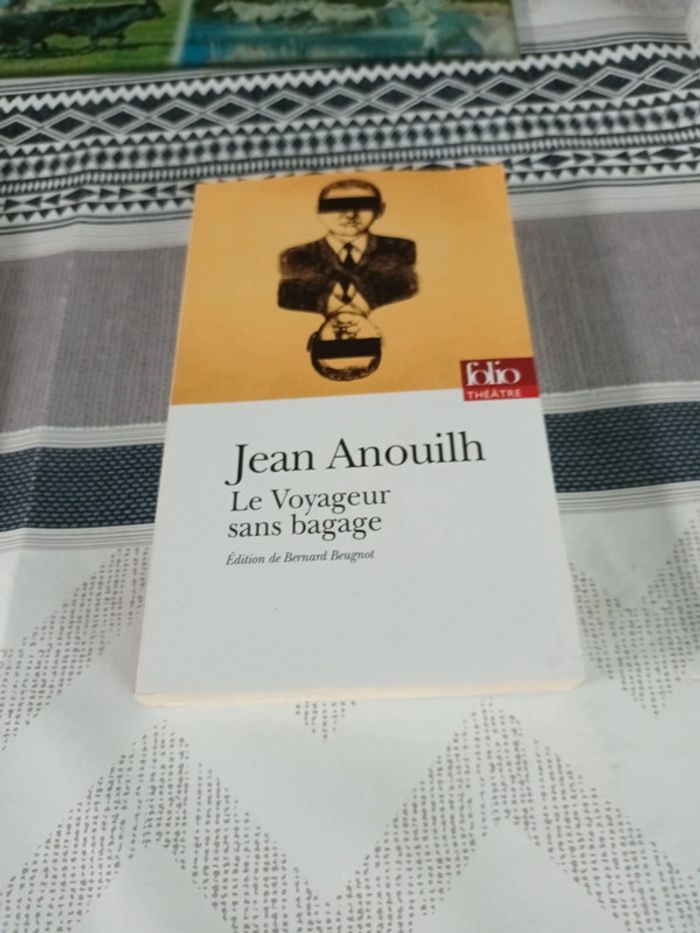 folio
THÉÂTRE
Jean Anouilh
Le Voyageur
sans bagage
Édition de Bernard Beugnot